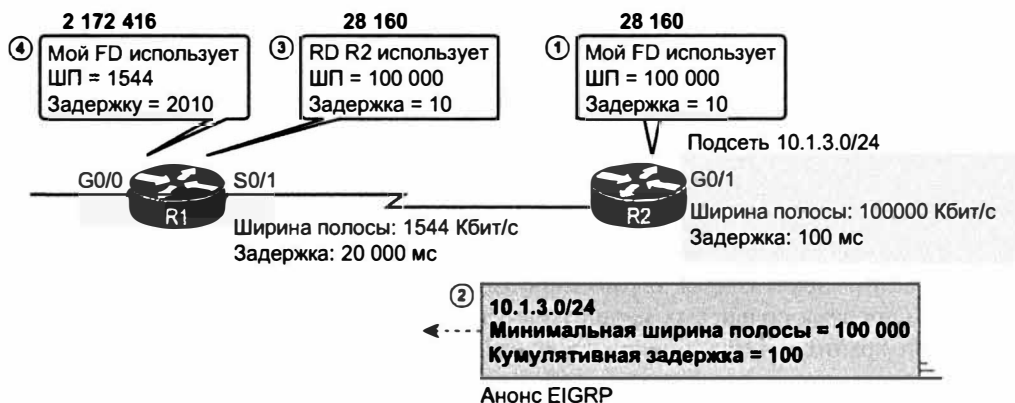 2 172 416
④ Мой FD использует
ШП = 1544
Задержку = 2010
28 160
③ RD R2 использует
ШП = 100 000
Задержка = 10
28 160
① Мой FD использует
ШП = 100 000
Задержка = 10
Подсеть 10.1.3.0/24
G0/0
R1
S0/1
Ширина полосы: 1544 Кбит/с
Задержка: 20 000 мс
R2
G0/1
Ширина полосы: 100000 Кбит/с
Задержка: 100 мс
②
10.1.3.0/24
Минимальная ширина полосы = 100 000
Кумулятивная задержка = 100
Анонс EIGRP